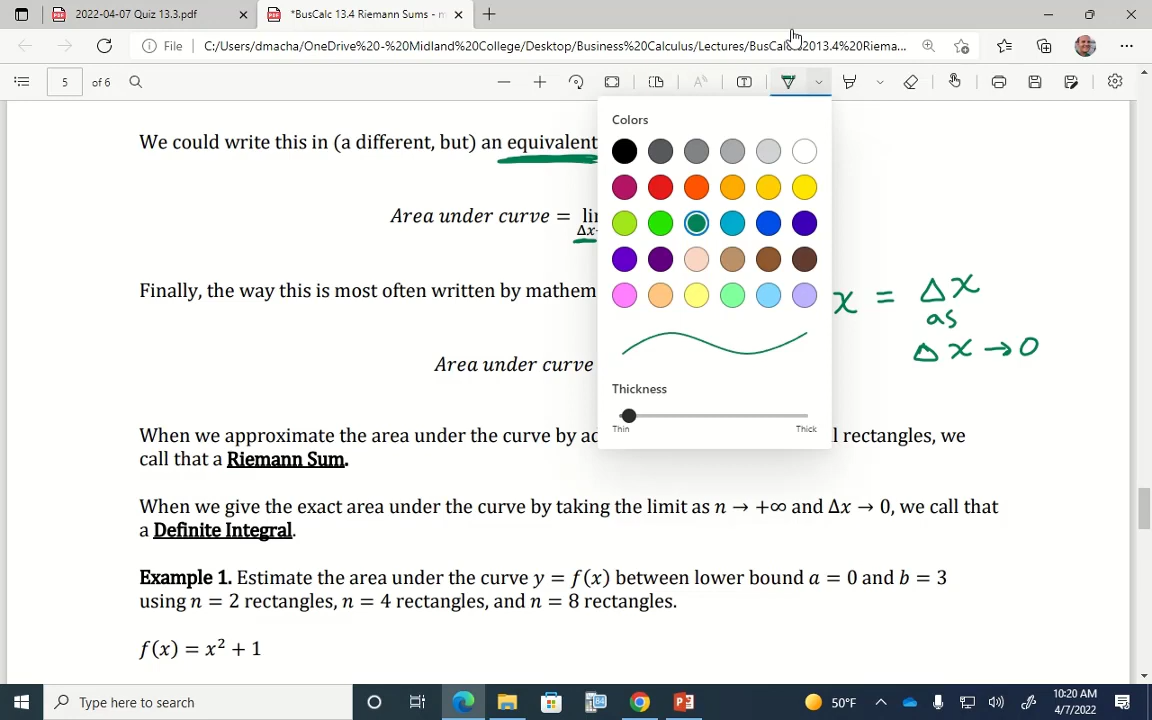 2022-04-07 Quiz 13.3.pdf
*BusCalc 13.4 Riemann Sums - m
File
C:/Users/dmacha/OneDrive%20-%20Midland%20College/Desktop/Business%20Calculus/Lectures/BusCalc%2013.4%20Riema...
5 of 6
Colors
We could write this in (a different, but) an equivalent
Area under curve = lim
Δx
Finally, the way this is most often written by mathem
x = Δx
as
Δx → 0
Area under curve
Thickness
Thin Thick
When we approximate the area under the curve by ad l rectangles, we
call that a Riemann Sum.
When we give the exact area under the curve by taking the limit as n → +∞ and Δx → 0, we call that
a Definite Integral.
Example 1. Estimate the area under the curve y = f(x) between lower bound a = 0 and b = 3
using n = 2 rectangles, n = 4 rectangles, and n = 8 rectangles.
f(x) = x² + 1
Type here to search
50°F
10:20 AM
4/7/2022